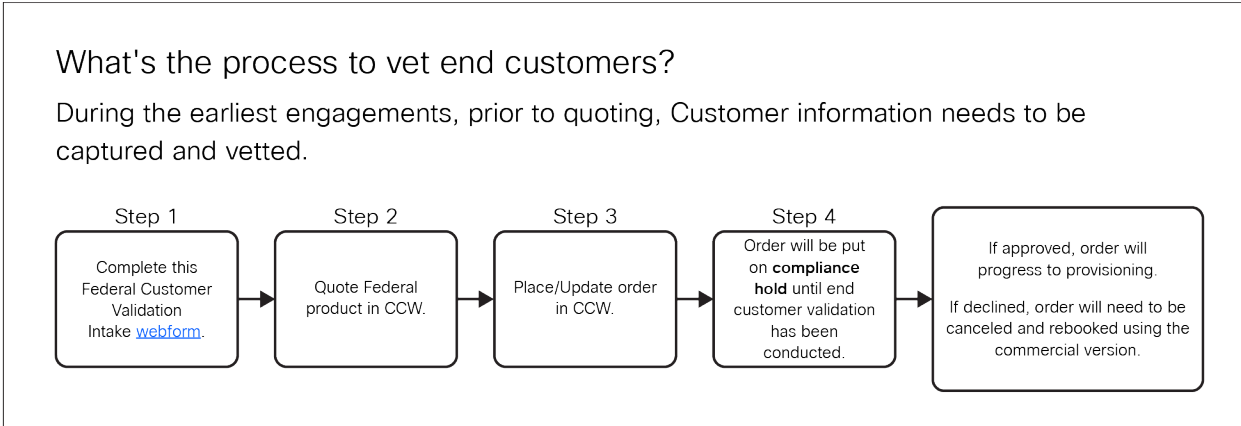 What's the process to vet end customers?
During the earliest engagements, prior to quoting, Customer information needs to be
captured and vetted.
Step 1
Complete this
Federal Customer
Validation
Intake webform.
Step 2
Quote Federal
product in CCW.
Step 3
Place/Update order
in CCW.
Step 4
Order will be put
on compliance
hold until end
customer validation
has been
conducted.
If approved, order will
progress to provisioning.
If declined, order will need to be
canceled and rebooked using the
commercial version.